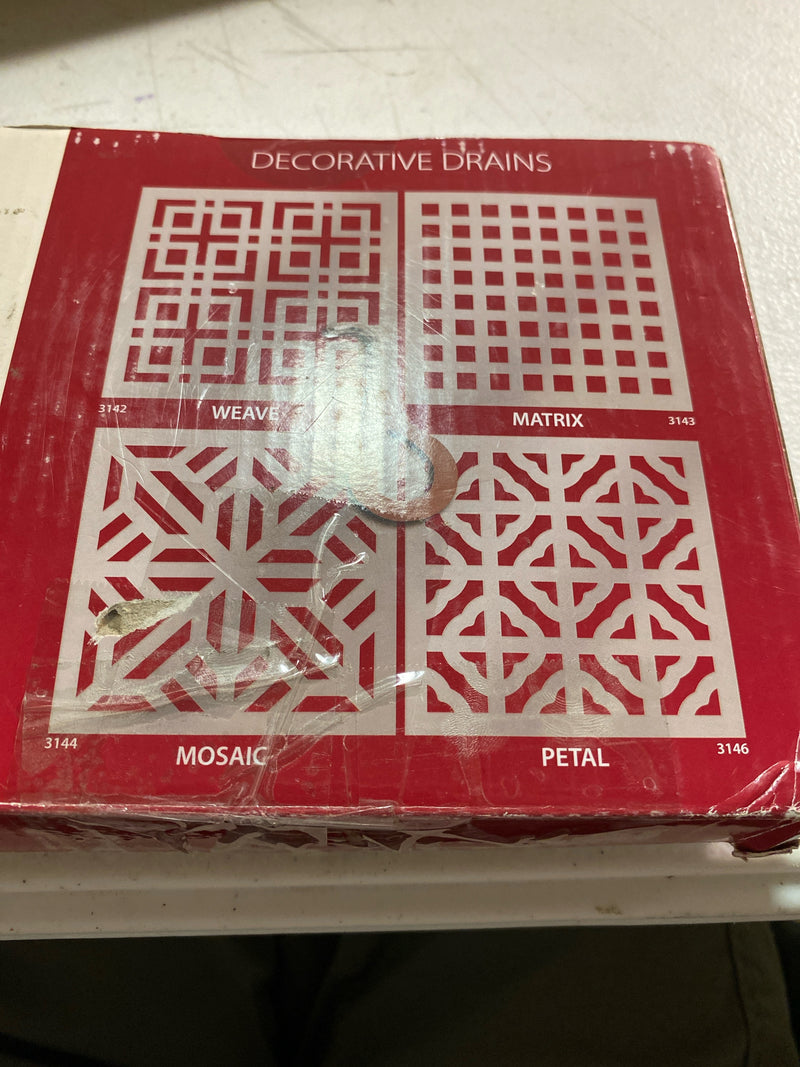 DECORATIVE DRAINS
3142
WEAVE
MATRIX
3143
3144
MOSAIC
PETAL
3146